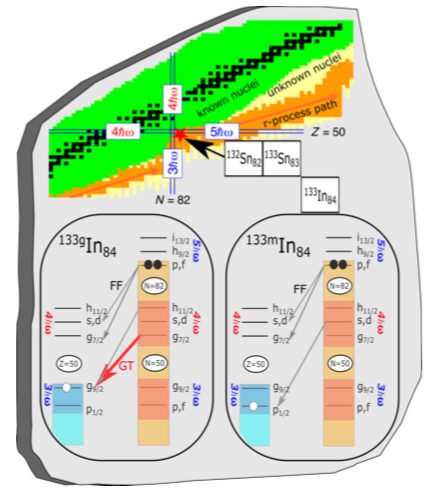 4ħω
known nuclei
unknown nuclei
r-process path
4ħω
5ħω
Z = 50
3ħω
N = 82
¹³²Sn₈₂
¹³³Sn₈₃
¹³³In₈₄
¹³³ᵍIn₈₄
i₁₃/₂
h₉/₂
p,f
5ħω
FF
N=82
h₁₁/₂
s,d
g₇/₂
4ħω
h₁₁/₂
s,d
g₇/₂
4ħω
Z=50
GT
N=50
3ħω
g₉/₂
p₁/₂
g₉/₂
p,f
3ħω
¹³³ᵐIn₈₄
i₁₃/₂
h₉/₂
p,f
5ħω
FF
N=82
h₁₁/₂
s,d
g₇/₂
4ħω
h₁₁/₂
s,d
g₇/₂
4ħω
Z=50
N=50
3ħω
g₉/₂
p₁/₂
g₉/₂
p,f
3ħω